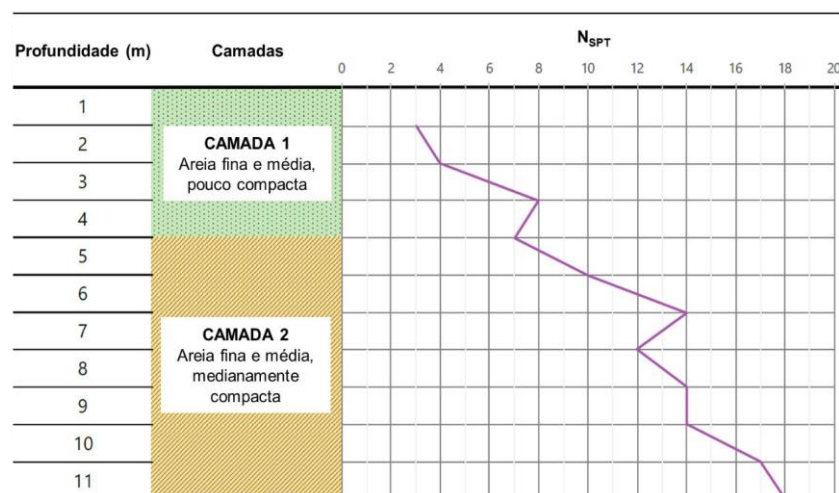 Profundidade (m) Camadas N_SPT
0 2 4 6 8 10 12 14 16 18 20
1
2
3
4
5
6
7
8
9
10
11
CAMADA 1
Areia fina e média,
pouco compacta
CAMADA 2
Areia fina e média,
medianamente
compacta